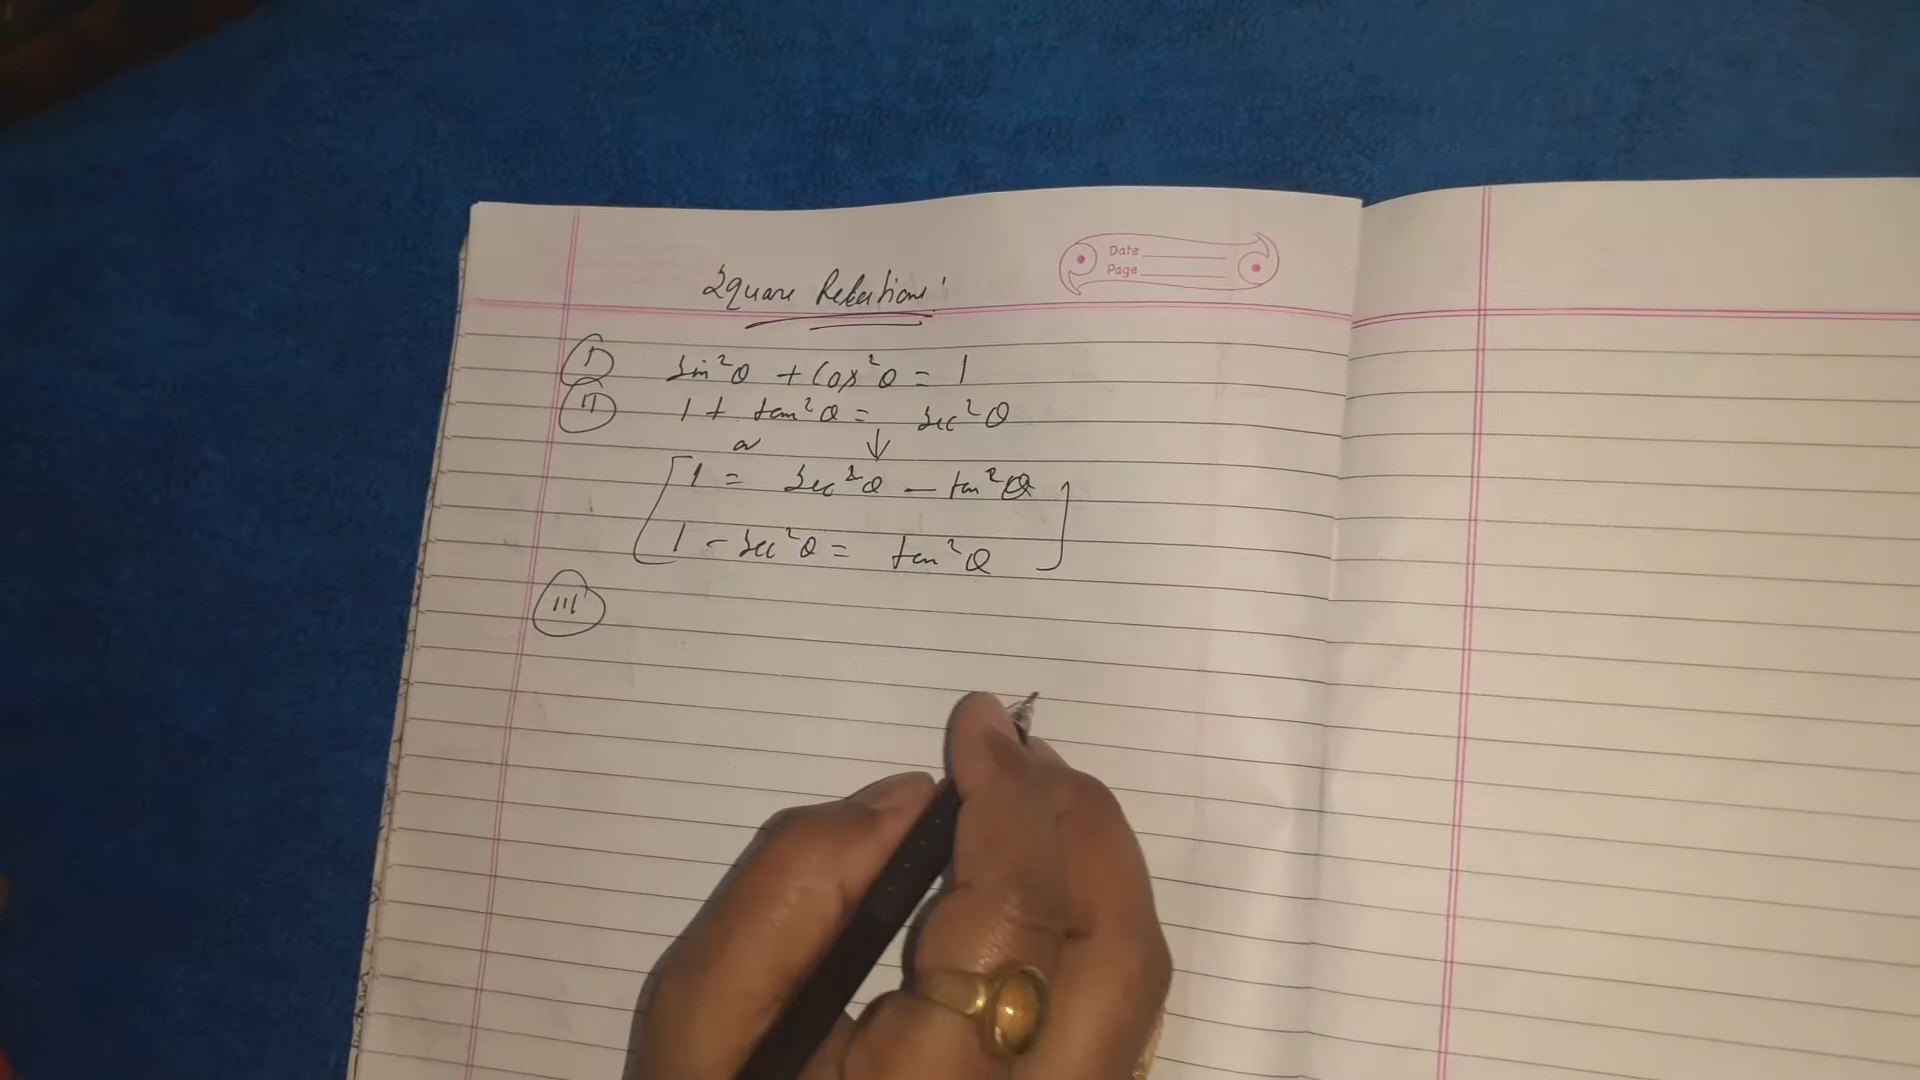 Date
Page
Square Relations:
I sin²θ + Cos²θ = 1
II 1 + tan²θ = Sec²θ
or ↓
1 = Sec²θ – tan²θ
1 - Sec²θ = tan²θ
III